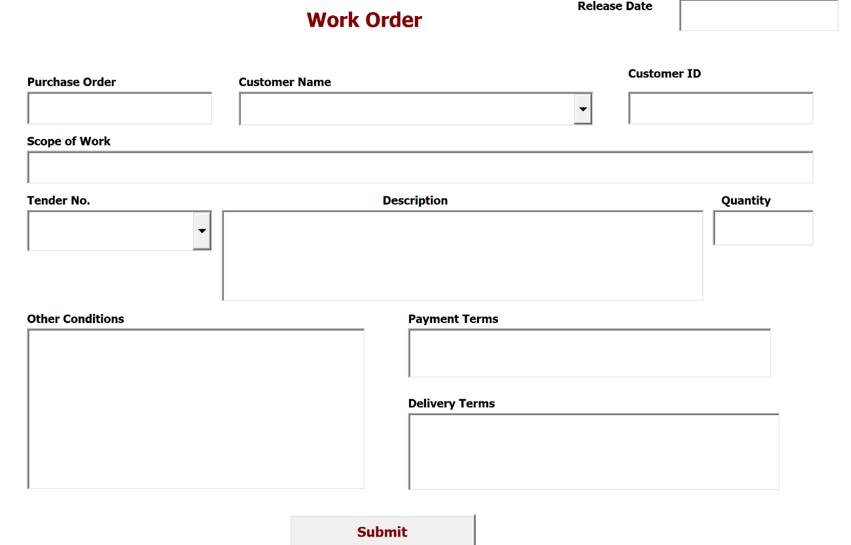 Release Date
Work Order
Purchase Order
Customer Name
Customer ID
Scope of Work
Tender No.
Description
Quantity
Other Conditions
Payment Terms
Delivery Terms
Submit